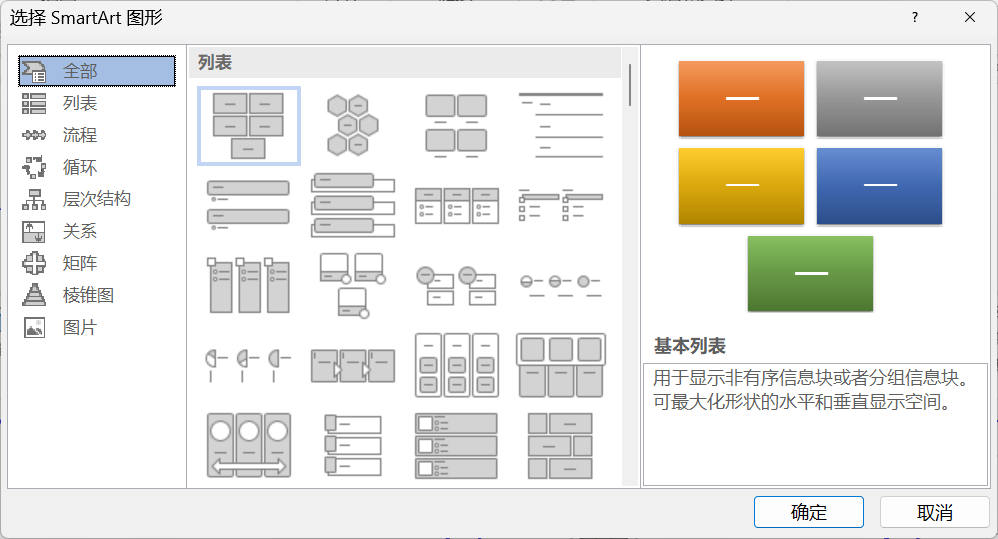 选择 SmartArt 图形
?
全部
列表
流程
循环
层次结构
关系
矩阵
棱锥图
图片
列表
基本列表
用于显示非有序信息块或者分组信息块。
可最大化形状的水平和垂直显示空间。
确定
取消